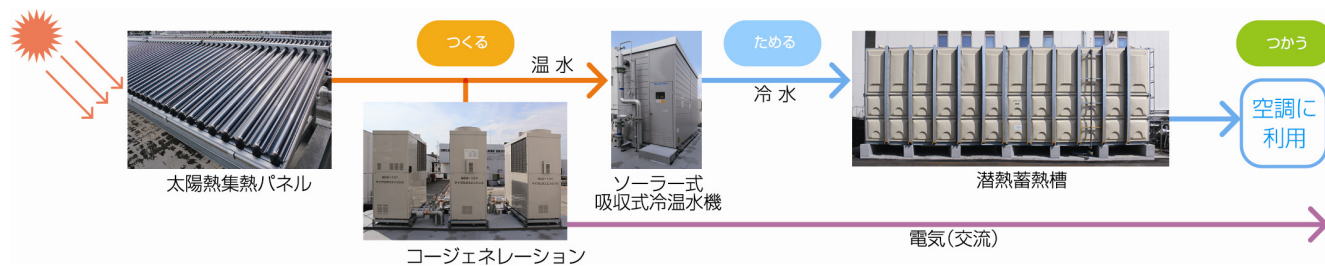 つくる
ためる
つかう
温水
冷水
空調に
利用
太陽熱集熱パネル
ソーラー式
吸収式冷温水機
潜熱蓄熱槽
電気(交流)
コージェネレーション